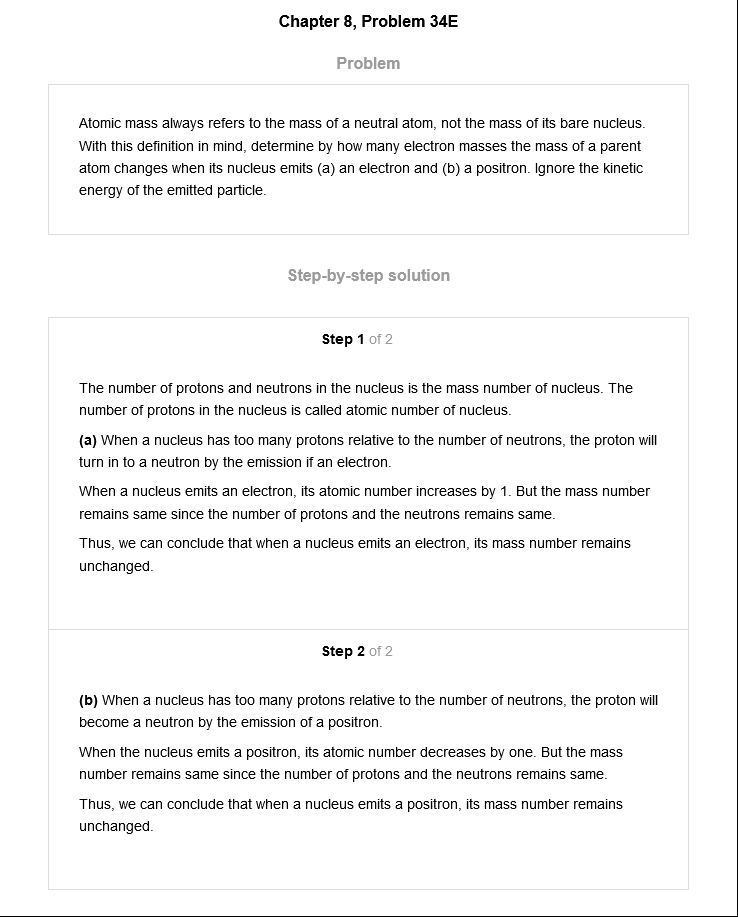 Chapter 8, Problem 34E
Problem
Atomic mass always refers to the mass of a neutral atom, not the mass of its bare nucleus.
With this definition in mind, determine by how many electron masses the mass of a parent
atom changes when its nucleus emits (a) an electron and (b) a positron. Ignore the kinetic
energy of the emitted particle.
Step-by-step solution
Step 1 of 2
The number of protons and neutrons in the nucleus is the mass number of nucleus. The
number of protons in the nucleus is called atomic number of nucleus.
(a) When a nucleus has too many protons relative to the number of neutrons, the proton will
turn in to a neutron by the emission if an electron.
When a nucleus emits an electron, its atomic number increases by 1. But the mass number
remains same since the number of protons and the neutrons remains same.
Thus, we can conclude that when a nucleus emits an electron, its mass number remains
unchanged.
Step 2 of 2
(b) When a nucleus has too many protons relative to the number of neutrons, the proton will
become a neutron by the emission of a positron.
When the nucleus emits a positron, its atomic number decreases by one. But the mass
number remains same since the number of protons and the neutrons remains same.
Thus, we can conclude that when a nucleus emits a positron, its mass number remains
unchanged.